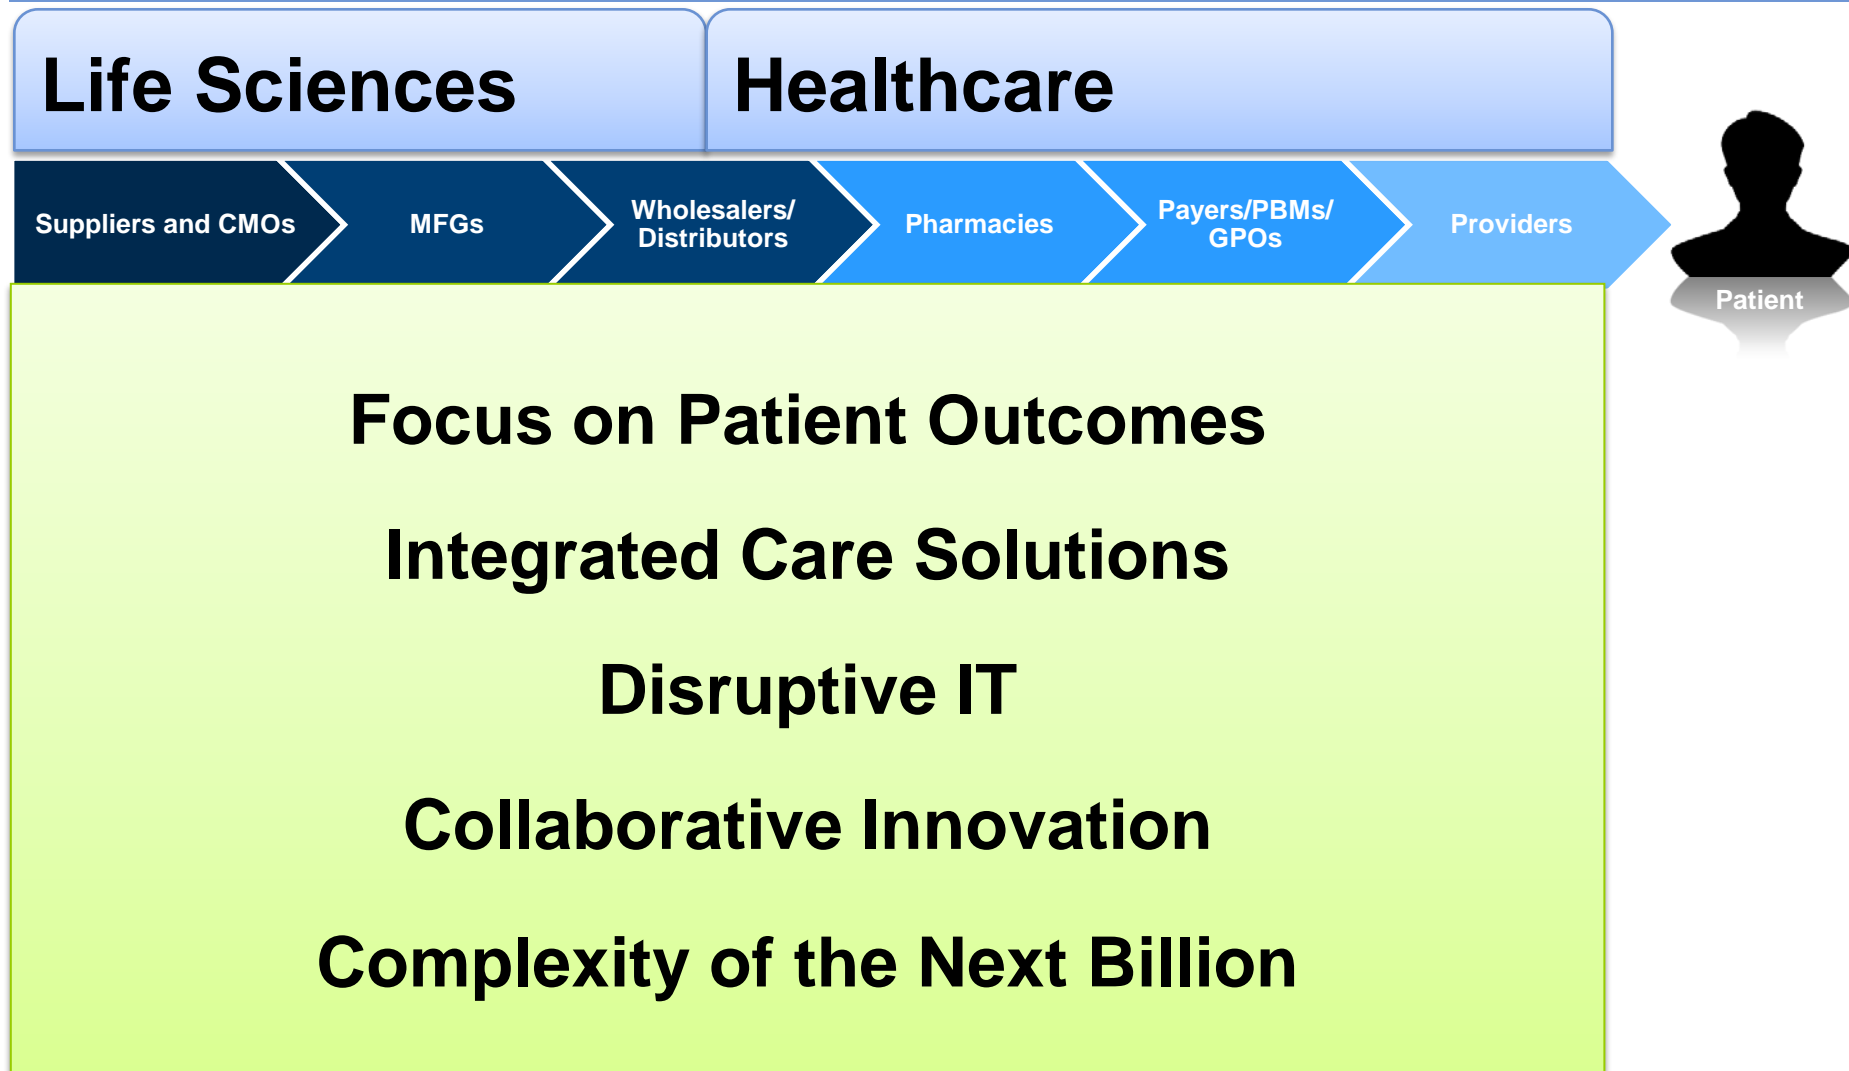 Life Sciences
Healthcare
Suppliers and CMOs
MFGs
Wholesalers/
Distributors
Pharmacies
Payers/PBMs/
GPOs
Providers
Patient
Focus on Patient Outcomes
Integrated Care Solutions
Disruptive IT
Collaborative Innovation
Complexity of the Next Billion